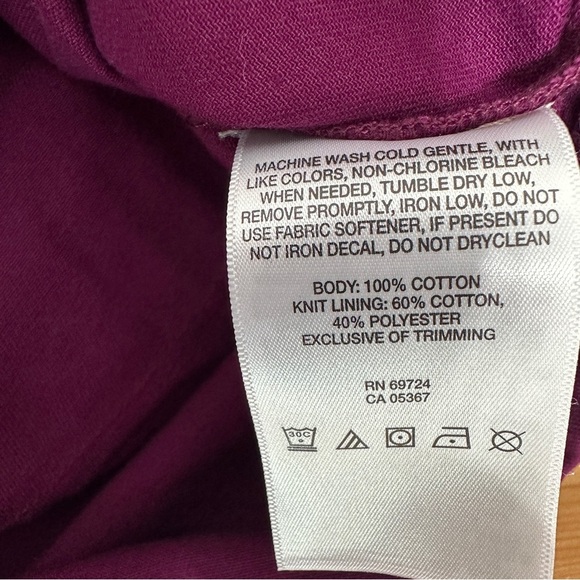 MACHINE WASH COLD GENTLE, WITH
LIKE COLORS, NON-CHLORINE BLEACH
WHEN NEEDED, TUMBLE DRY LOW,
REMOVE PROMPTLY, IRON LOW, DO NOT
USE FABRIC SOFTENER, IF PRESENT DO
NOT IRON DECAL, DO NOT DRYCLEAN
BODY: 100% COTTON
KNIT LINING: 60% COTTON,
40% POLYESTER
EXCLUSIVE OF TRIMMING
RN 69724
CA 05367
30C